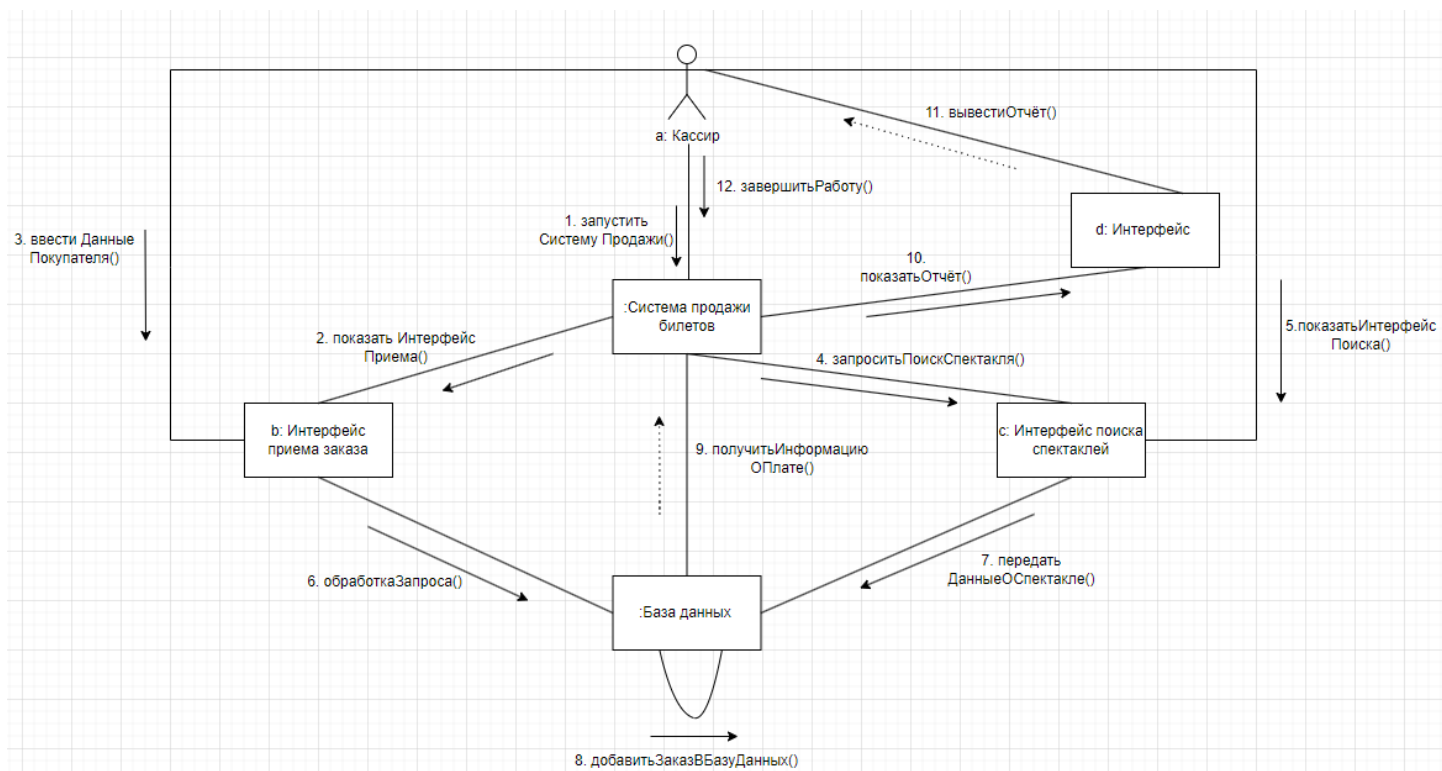 11. вывестиОтчёт()
а: Кассир
12. завершитьРаботу()
1. запустить
Систему Продажи()
3. ввести Данные
Покупателя()
d: Интерфейс
10.
показатьОтчёт()
:Система продажи
билетов
2. показать Интерфейс
Приема()
4. запроситьПоискСпектакля()
5.показатьИнтерфейс
Поиска()
b: Интерфейс
приема заказа
с: Интерфейс поиска
спектаклей
9. получитьИнформацию
ОПлате()
6. обработкаЗапроса()
7. передать
ДанныеОСпектакле()
:База данных
8. добавитьЗаказВБазуДанных()